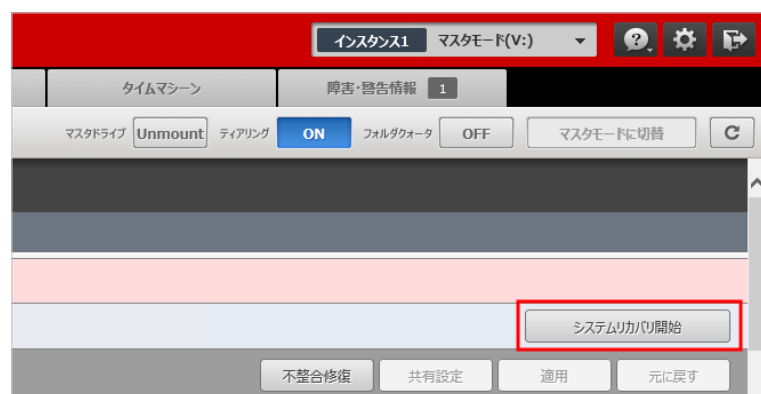 インスタンス1 マスタモード(V:)
タイムマシーン 障害・警告情報 1
マスタドライブ Unmount ティアリング ON フォルダクォータ OFF マスタモードに切替
システムリカバリ開始
不整合修復 共有設定 適用 元に戻す